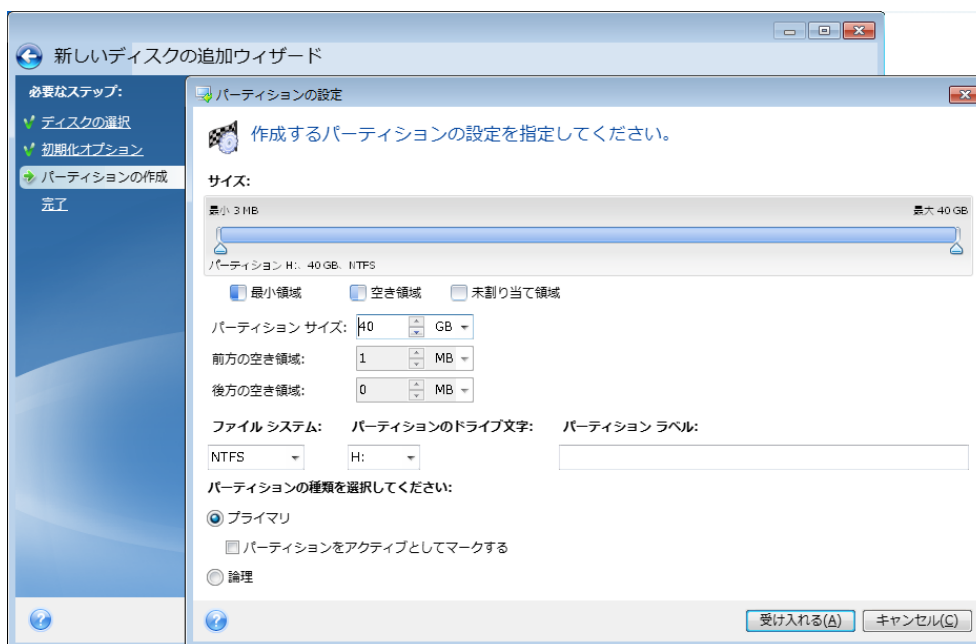 新しいディスクの追加ウィザード
必要なステップ:
ディスクの選択
初期化オプション
パーティションの作成
完了
パーティションの設定
作成するパーティションの設定を指定してください。
サイズ:
最小 3 MB 最大 40 GB
パーティション H:、40 GB、NTFS
最小領域 空き領域 未割り当て領域
パーティション サイズ: 40 GB
前方の空き領域: 1 MB
後方の空き領域: 0 MB
ファイル システム: パーティションのドライブ文字: パーティション ラベル:
NTFS H:
パーティションの種類を選択してください:
プライマリ
パーティションをアクティブとしてマークする
論理
受け入れる(A) キャンセル(C)